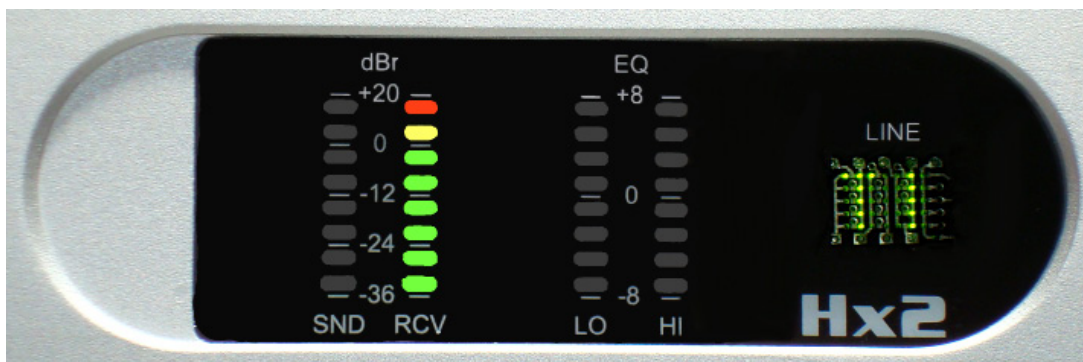 dBr
EQ
+20
+8
0
LINE
-12
0
-24
-36
-8
SND RCV
LO HI
Hx2